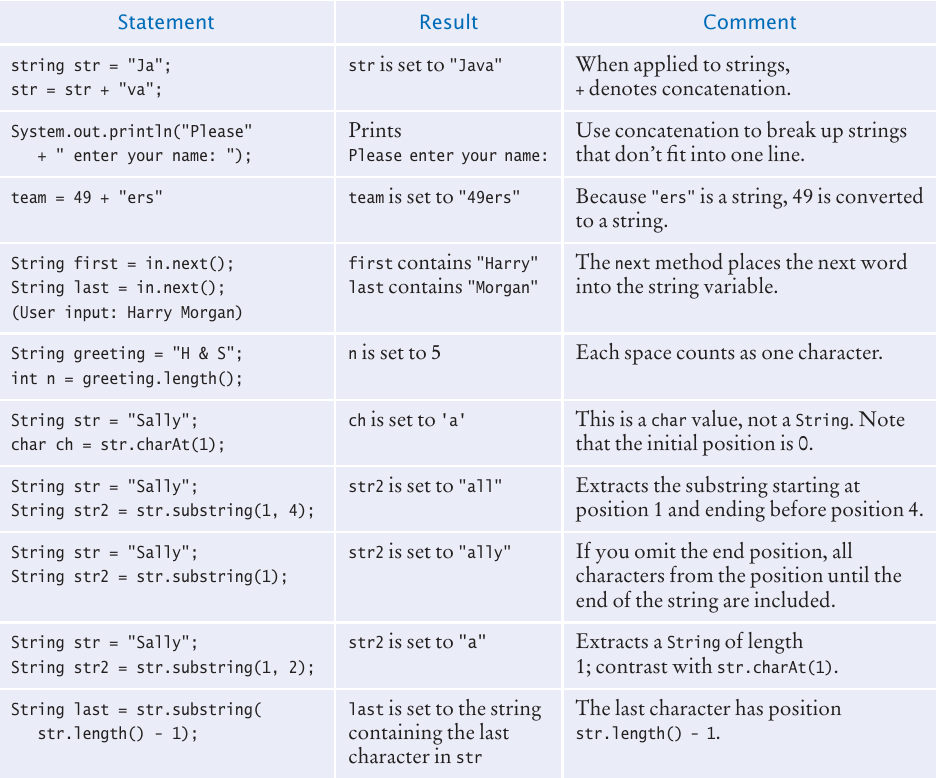 Statement
Result
Comment
string str = "Ja";
str = str + "va";
str is set to "Java"
When applied to strings,
+ denotes concatenation.
System.out.println("Please"
+ " enter your name: ");
Prints
Please enter your name:
Use concatenation to break up strings
that don’t fit into one line.
team = 49 + "ers"
team is set to "49ers"
Because "ers" is a string, 49 is converted
to a string.
String first = in.next();
String last = in.next();
(User input: Harry Morgan)
first contains "Harry"
last contains "Morgan"
The next method places the next word
into the string variable.
String greeting = "H & S";
int n = greeting.length();
n is set to 5
Each space counts as one character.
String str = "Sally";
char ch = str.charAt(1);
ch is set to 'a'
This is a char value, not a String. Note
that the initial position is 0.
String str = "Sally";
String str2 = str.substring(1, 4);
str2 is set to "all"
Extracts the substring starting at
position 1 and ending before position 4.
String str = "Sally";
String str2 = str.substring(1);
str2 is set to "ally"
If you omit the end position, all
characters from the position until the
end of the string are included.
String str = "Sally";
String str2 = str.substring(1, 2);
str2 is set to "a"
Extracts a String of length
1; contrast with str.charAt(1).
String last = str.substring(
str.length() - 1);
last is set to the string
containing the last
character in str
The last character has position
str.length() - 1.